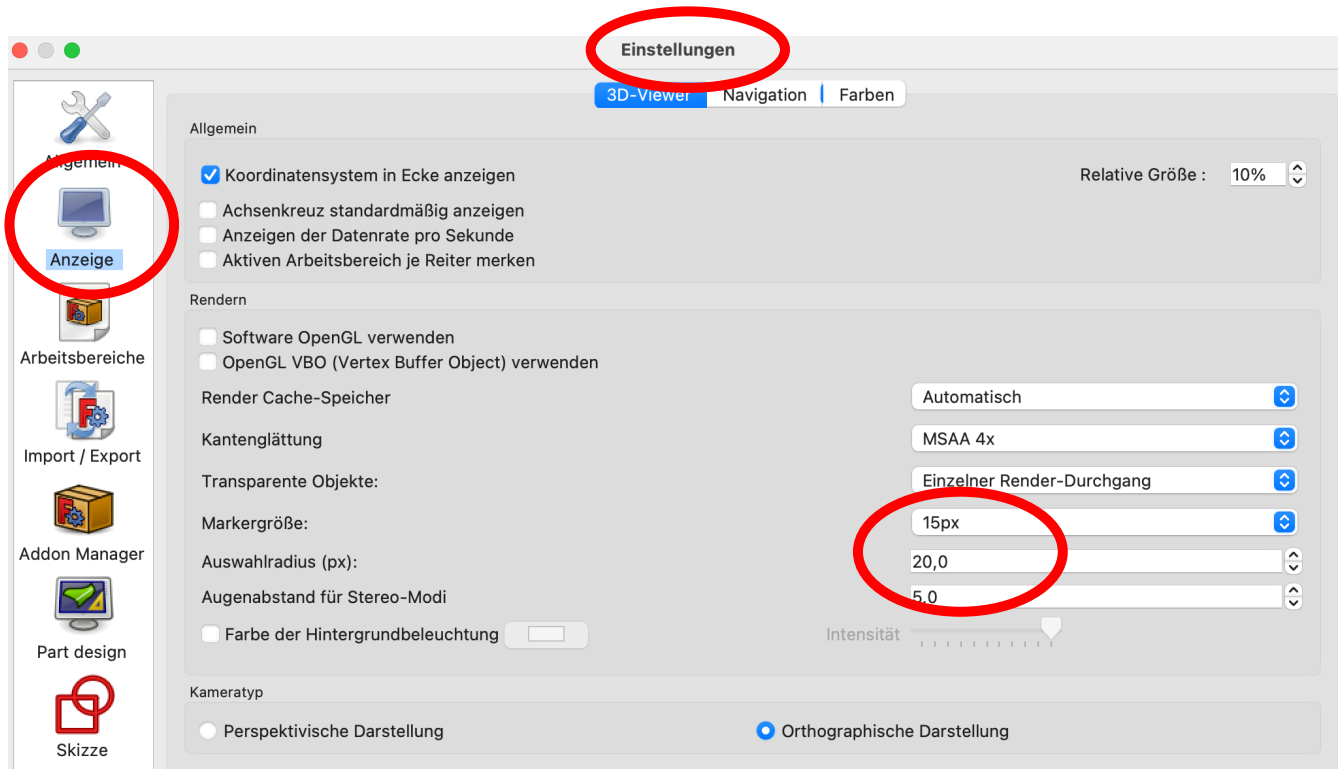 Einstellungen
3D-Viewer Navigation Farben
Allgemein
Anzeige
Arbeitsbereiche
Import / Export
Addon Manager
Part design
Skizze
Allgemein
Koordinatensystem in Ecke anzeigen Relative Größe : 10%
Achsenkreuz standardmäßig anzeigen
Anzeigen der Datenrate pro Sekunde
Aktiven Arbeitsbereich je Reiter merken
Rendern
Software OpenGL verwenden
OpenGL VBO (Vertex Buffer Object) verwenden
Render Cache-Speicher Automatisch
Kantenglättung MSAA 4x
Transparente Objekte: Einzelner Render-Durchgang
Markergröße: 15px
Auswahlradius (px): 20,0
Augenabstand für Stereo-Modi 5,0
Farbe der Hintergrundbeleuchtung Intensität
Kameratyp
Perspektivische Darstellung Orthographische Darstellung